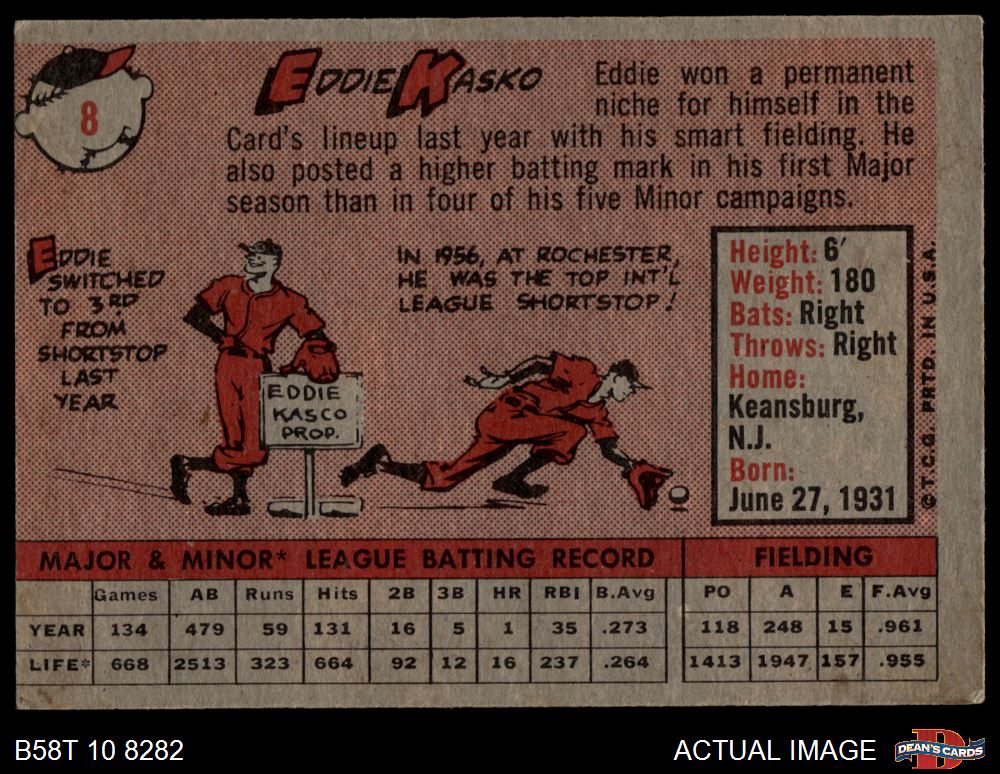 8
EDDIE KASKO
Eddie won a permanent
niche for himself in the
Card's lineup last year with his smart fielding. He
also posted a higher batting mark in his first Major
season than in four of his five Minor campaigns.
EDDIE
SWITCHED
TO 3RD
FROM
SHORTSTOP
LAST
YEAR
EDDIE
KASCO
PROP.
IN 1956, AT ROCHESTER,
HE WAS THE TOP INT'L
LEAGUE SHORTSTOP!
Height: 6'
Weight: 180
Bats: Right
Throws: Right
Home:
Keansburg,
N.J.
Born:
June 27, 1931
© T.C.G. PRTD. IN U.S.A.
MAJOR & MINOR* LEAGUE BATTING RECORD FIELDING
Games AB Runs Hits 2B 3B HR RBI B.Avg PO A E F.Avg
YEAR 134 479 59 131 16 5 1 35 .273 118 248 15 .961
LIFE* 668 2513 323 664 92 12 16 237 .264 1413 1947 157 .955
B58T 10 8282
ACTUAL IMAGE
D
DEAN'S CARDS